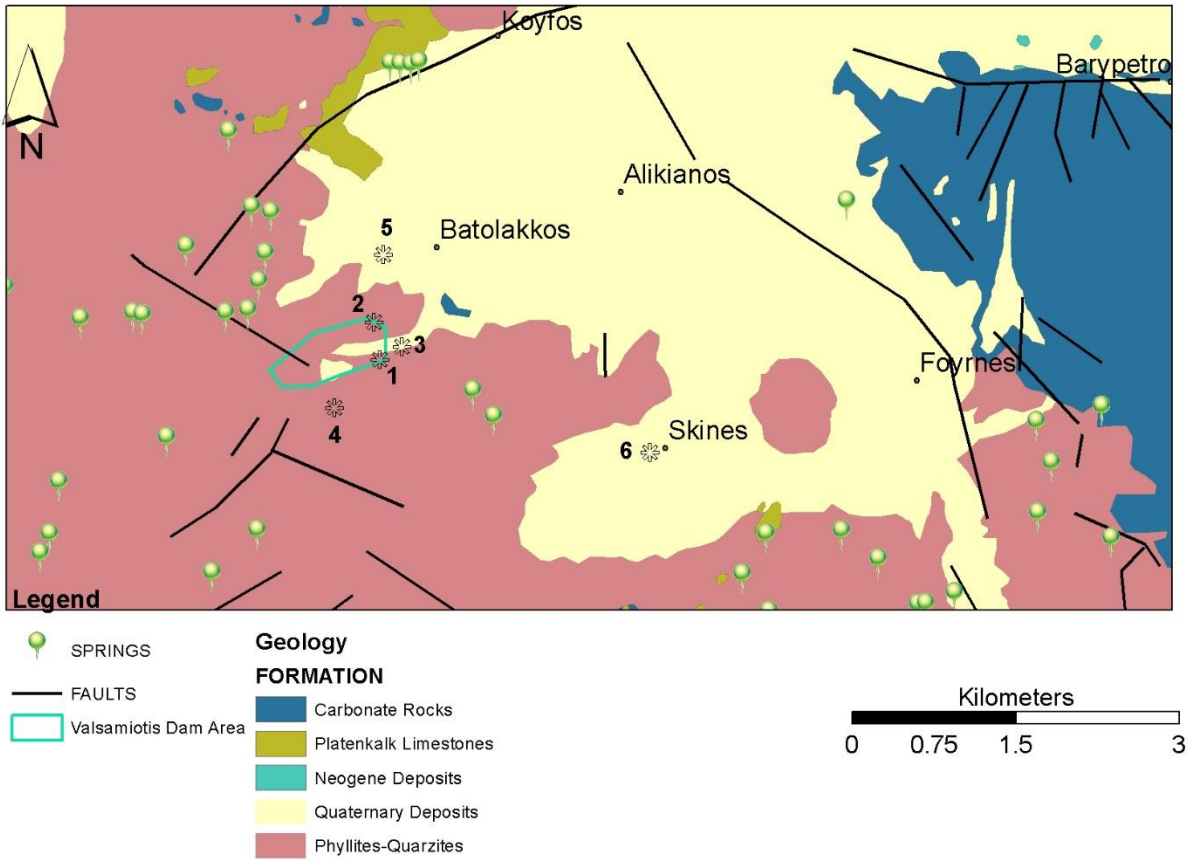 Koyfos
Barypetro
N
Alikianos
5
Batolakkos
2
3
1
Foyrnesi
4
6
Skines
Legend
SPRINGS
FAULTS
Valsamiotis Dam Area
Geology
FORMATION
Carbonate Rocks
Platenkalk Limestones
Neogene Deposits
Quaternary Deposits
Phyllites-Quarzites
Kilometers
0 0.75 1.5 3